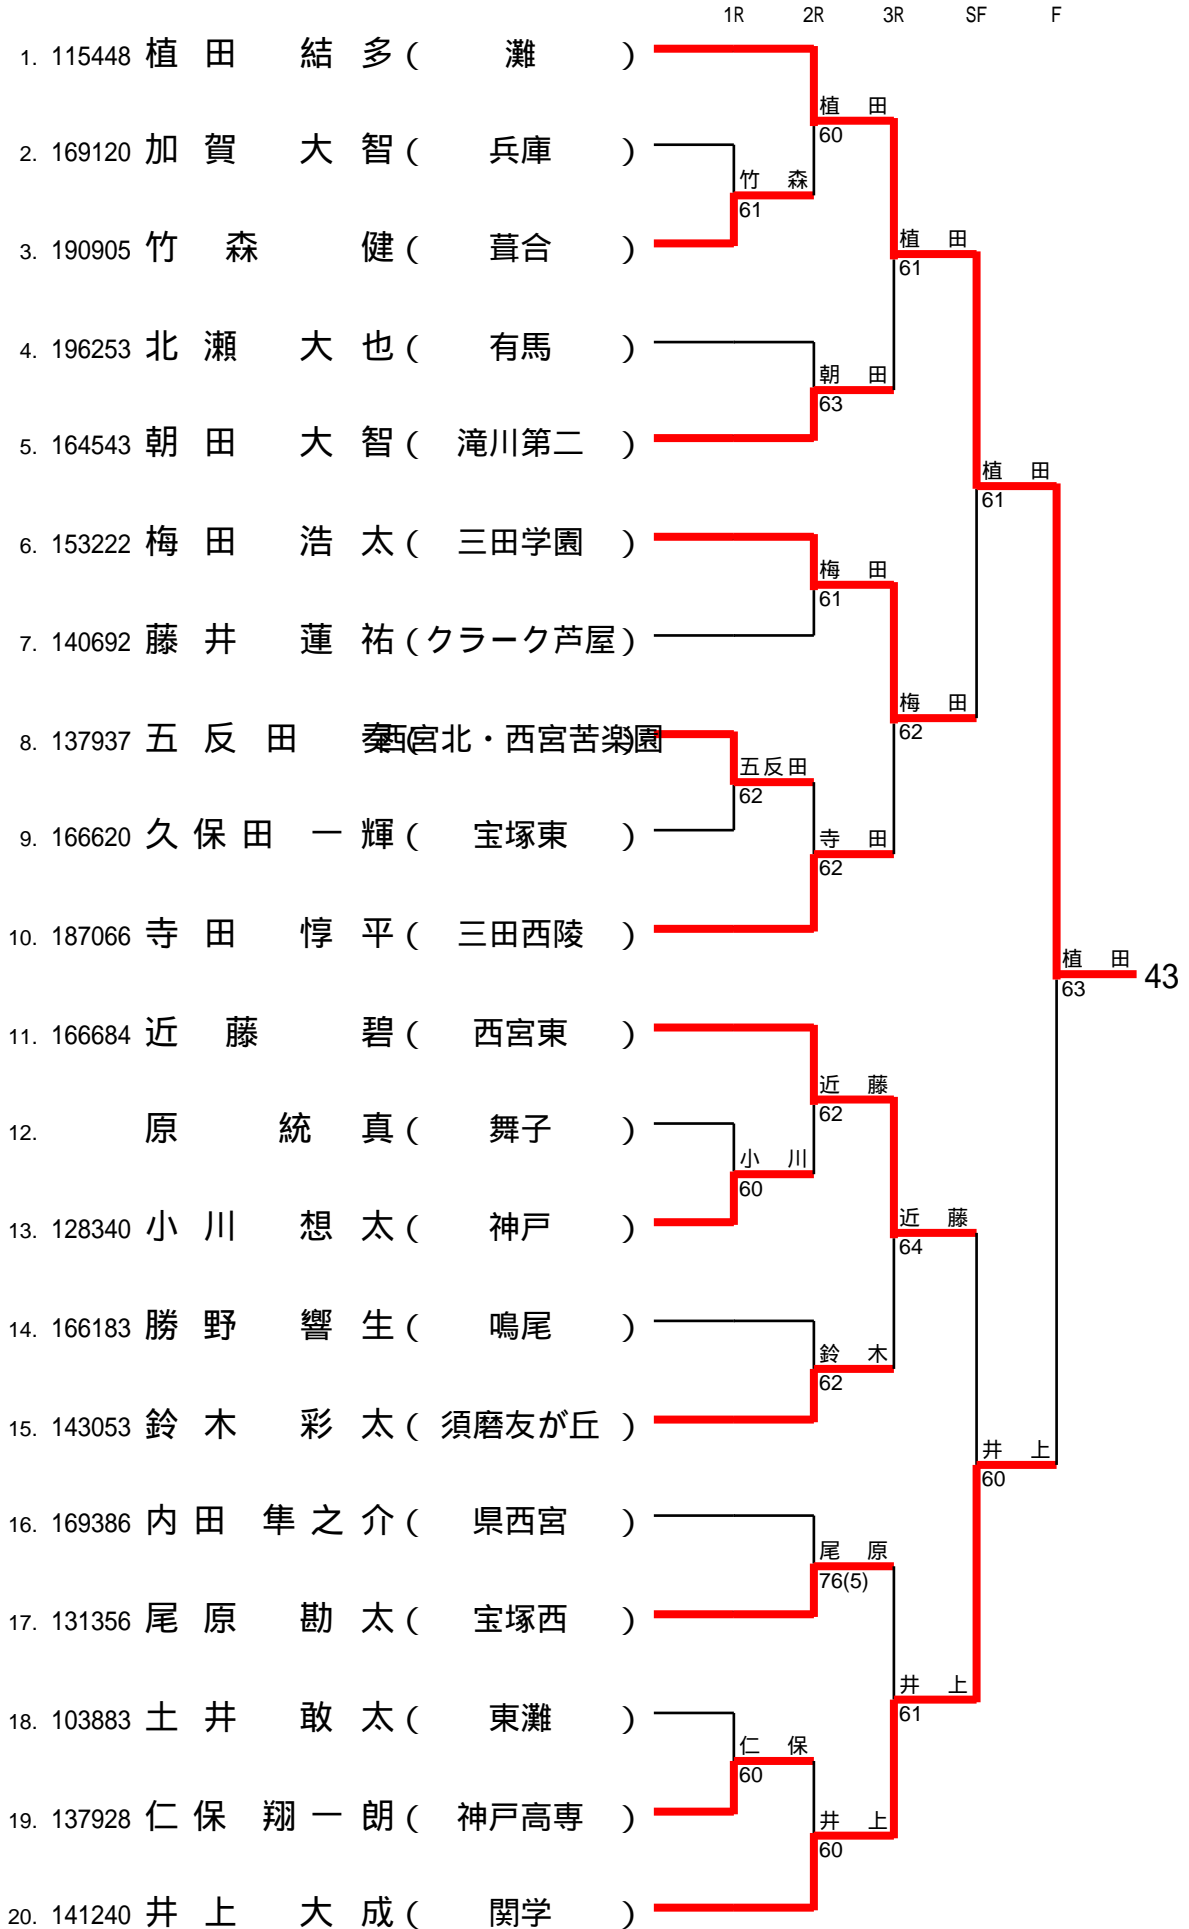 1R 2R 3R SF F
1. 115448 植田 結多 ( 灘 )
植田
60
2. 169120 加賀 大智 ( 兵庫 )
竹森
61
3. 190905 竹森 健 ( 葺合 )
植田
61
4. 196253 北瀬 大也 ( 有馬 )
朝田
63
5. 164543 朝田 大智 ( 滝川第二 )
植田
61
6. 153222 梅田 浩太 ( 三田学園 )
梅田
61
7. 140692 藤井 蓮祐 ( クラーク芦屋 )
梅田
62
8. 137937 五反田 奏 ( 西宮北・西宮苦楽園 )
五反田
62
9. 166620 久保田 一輝 ( 宝塚東 )
寺田
62
10. 187066 寺田 惇平 ( 三田西陵 )
植田
63
43
11. 166684 近藤 碧 ( 西宮東 )
近藤
62
12. 原 統真 ( 舞子 )
小川
60
13. 128340 小川 想太 ( 神戸 )
近藤
64
14. 166183 勝野 響生 ( 鳴尾 )
鈴木
62
15. 143053 鈴木 彩太 ( 須磨友が丘 )
井上
60
16. 169386 内田 隼之介 ( 県西宮 )
尾原
76(5)
17. 131356 尾原 勘太 ( 宝塚西 )
井上
61
18. 103883 土井 敢太 ( 東灘 )
仁保
60
19. 137928 仁保 翔一朗 ( 神戸高専 )
井上
60
20. 141240 井上 大成 ( 関学 )